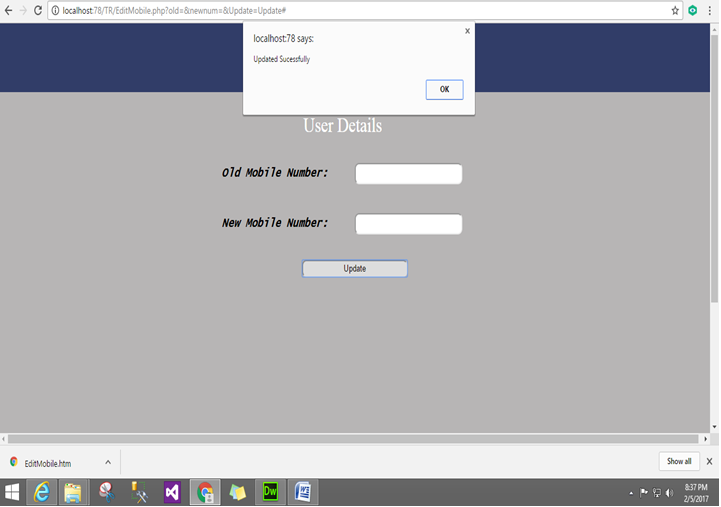 localhost:78/TR/EditMobile.php?old=&newnum=&Update=Update#
localhost:78 says:
x
Updated Sucessfully
OK
User Details
Old Mobile Number:
New Mobile Number:
Update
EditMobile.htm
Show all
X
Dw
W
8:37 PM
2/5/2017